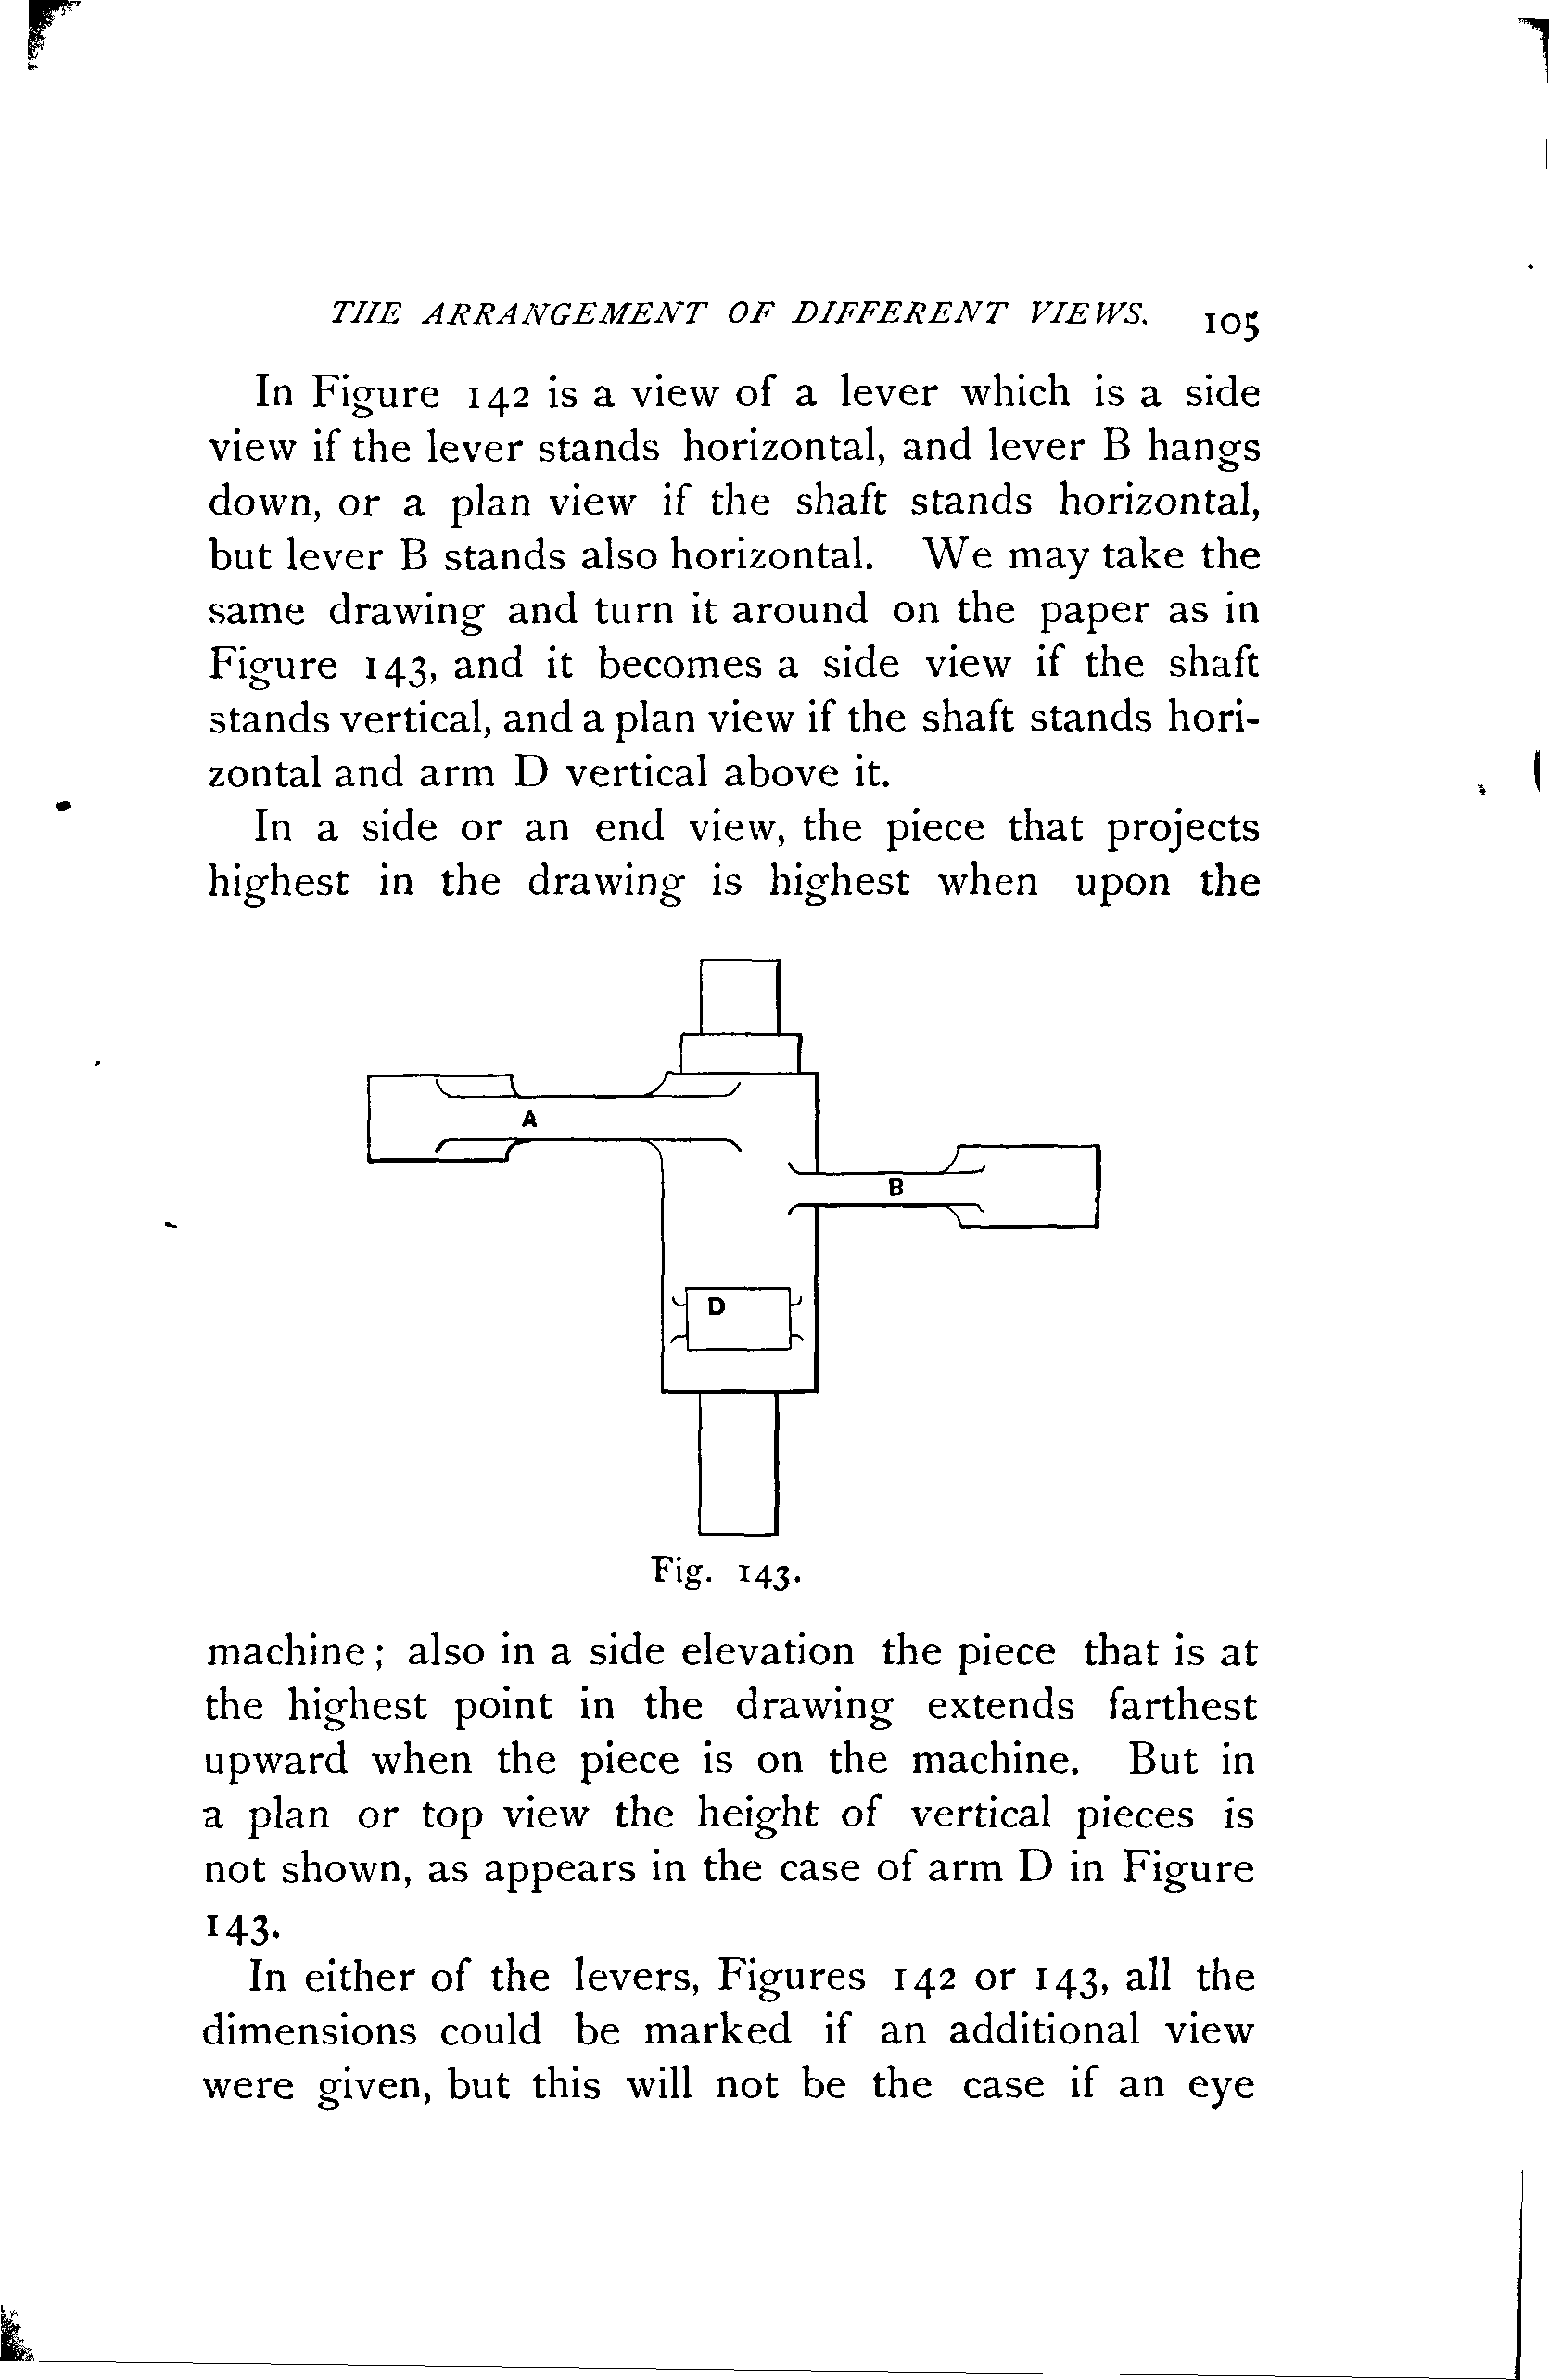 THE ARRANGEMENT OF DIFFERENT VIEWS. 105
In Figure 142 is a view of a lever which is a side
view if the lever stands horizontal, and lever B hangs
down, or a plan view if the shaft stands horizontal,
but lever B stands also horizontal. We may take the
same drawing and turn it around on the paper as in
Figure 143, and it becomes a side view if the shaft
stands vertical, and a plan view if the shaft stands hori-
zontal and arm D vertical above it.
In a side or an end view, the piece that projects
highest in the drawing is highest when upon the
A
B
D
Fig. 143.
machine; also in a side elevation the piece that is at
the highest point in the drawing extends farthest
upward when the piece is on the machine. But in
a plan or top view the height of vertical pieces is
not shown, as appears in the case of arm D in Figure
143.
In either of the levers, Figures 142 or 143, all the
dimensions could be marked if an additional view
were given, but this will not be the case if an eye